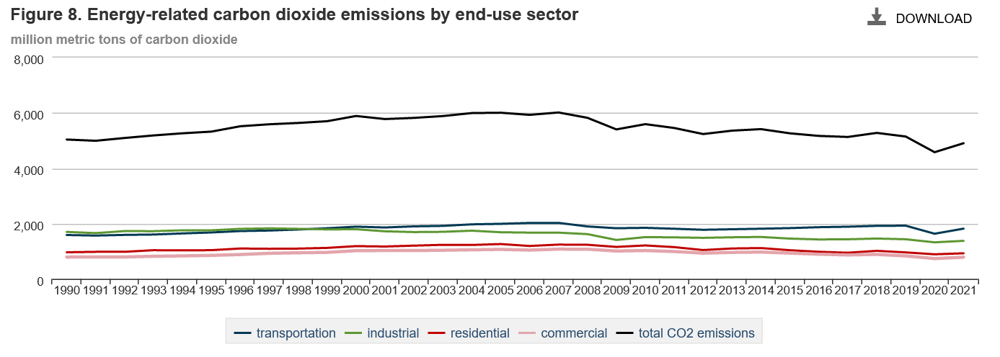 Figure 8. Energy-related carbon dioxide emissions by end-use sector
DOWNLOAD
million metric tons of carbon dioxide
8,000
6,000
4,000
2,000
0
1990 1991 1992 1993 1994 1995 1996 1997 1998 1999 2000 2001 2002 2003 2004 2005 2006 2007 2008 2009 2010 2011 2012 2013 2014 2015 2016 2017 2018 2019 2020 2021
transportation industrial residential commercial total CO2 emissions